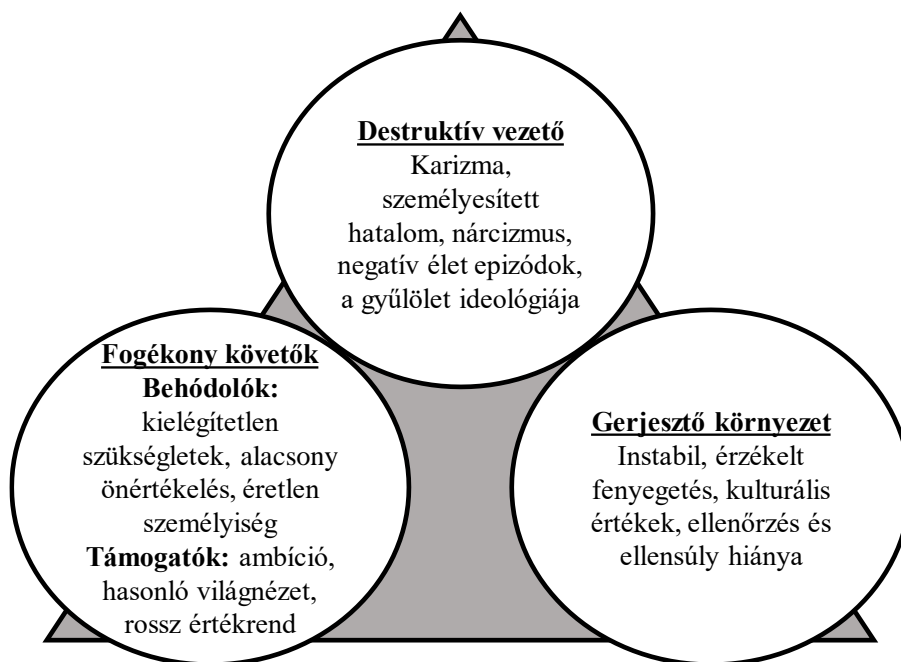 Destruktív vezető
Karizma,
személyesített
hatalom, nárcizmus,
negatív élet epizódok,
a gyűlölet ideológiája
Fogékony követők
Behódolók:
kielégítetlen
szükségletek, alacsony
önértékelés, éretlen
személyiség
Támogatók: ambíció,
hasonló világnézet,
rossz értékrend
Gerjesztő környezet
Instabil, érzékelt
fenyegetés, kulturális
értékek, ellenőrzés és
ellensúly hiánya